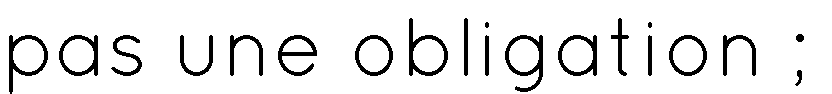 pas une obligation ;